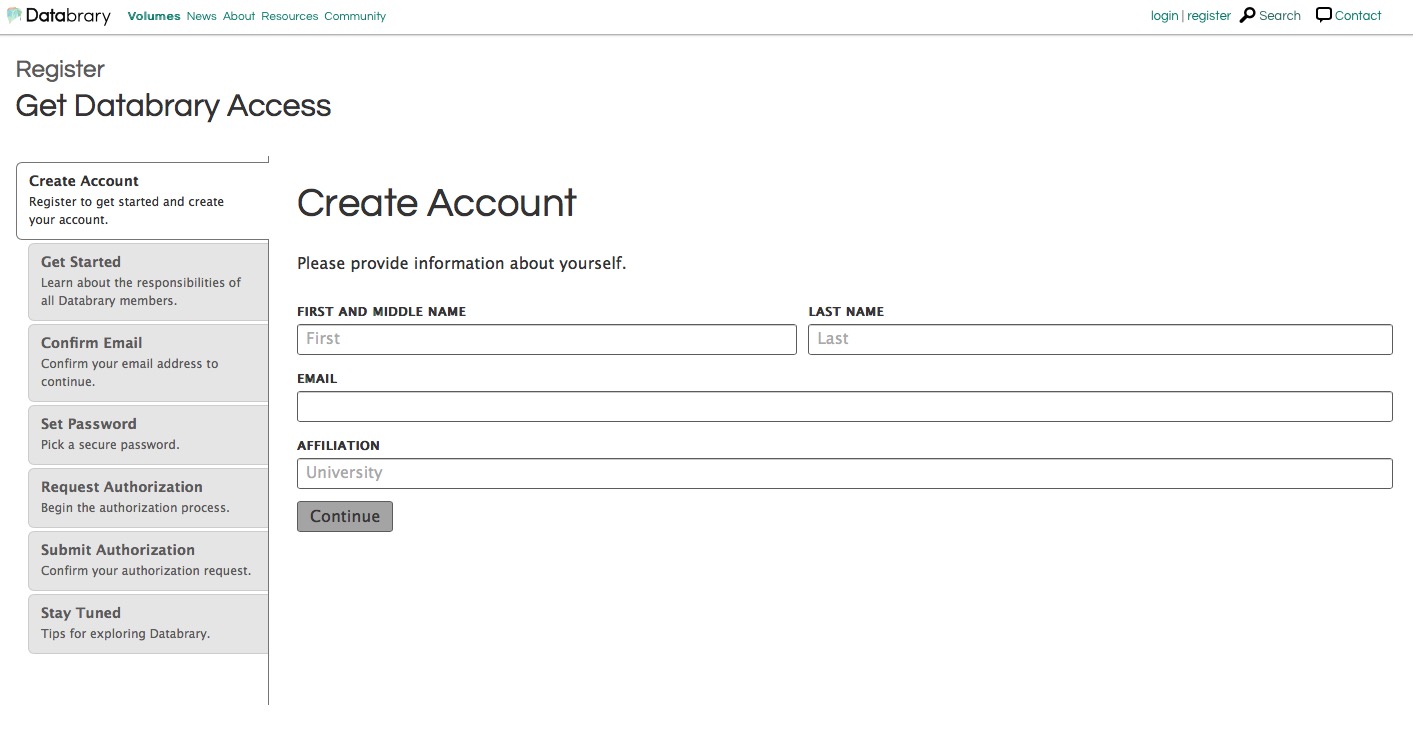 Databrary Volumes News About Resources Community login | register Search Contact
Register
Get Databrary Access
Create Account
Register to get started and create
your account.
Get Started
Learn about the responsibilities of
all Databrary members.
Confirm Email
Confirm your email address to
continue.
Set Password
Pick a secure password.
Request Authorization
Begin the authorization process.
Submit Authorization
Confirm your authorization request.
Stay Tuned
Tips for exploring Databrary.
Create Account
Please provide information about yourself.
FIRST AND MIDDLE NAME LAST NAME
First Last
EMAIL
AFFILIATION
University
Continue